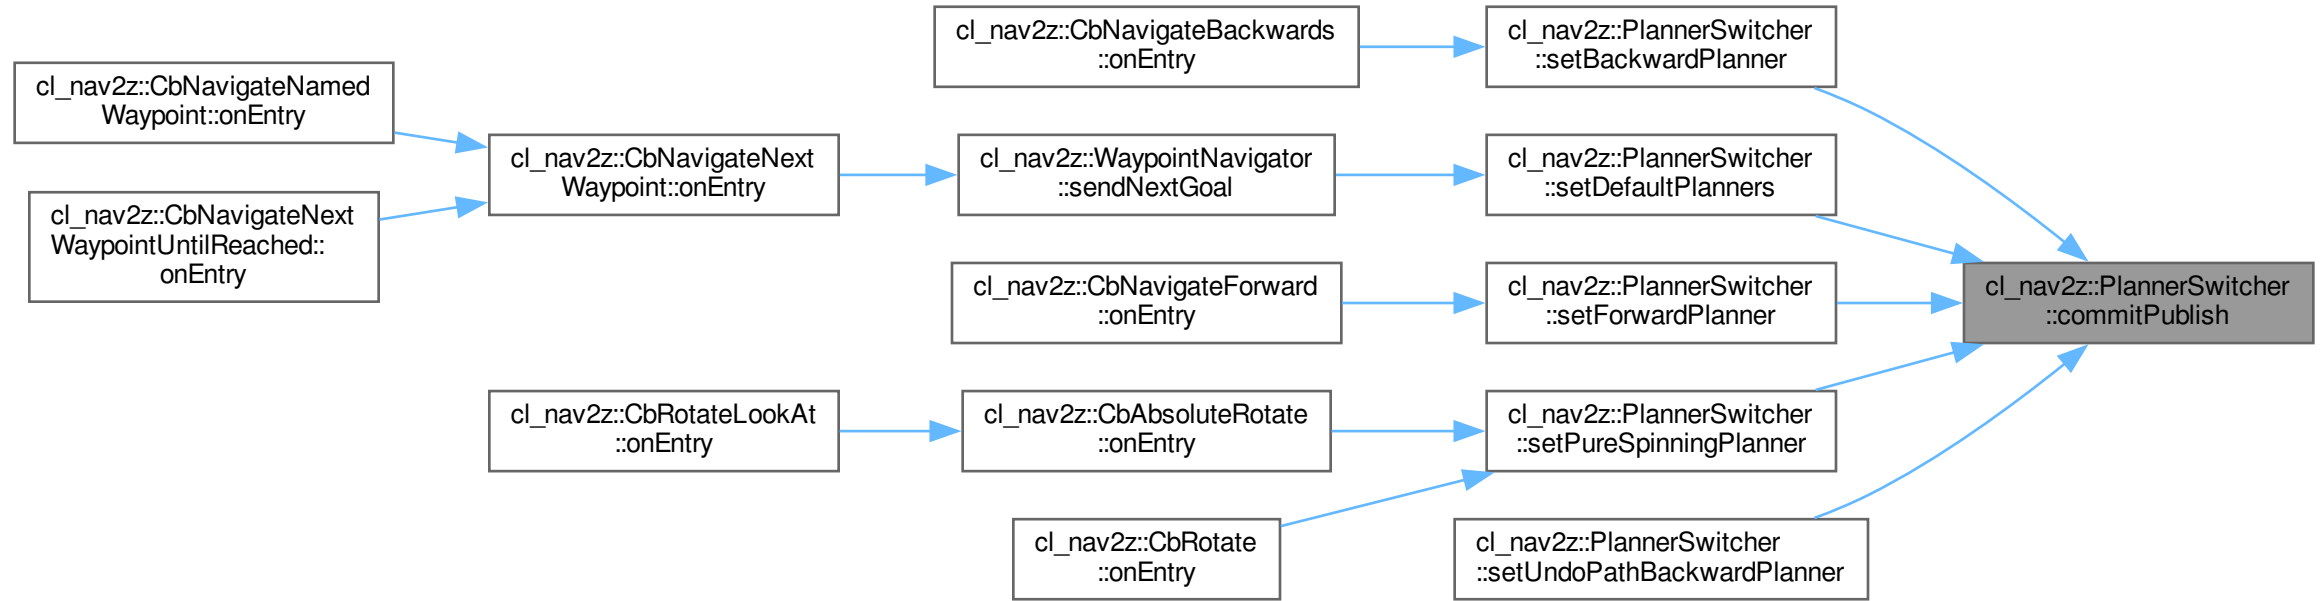 cl_nav2z::CbNavigateNamed
Waypoint::onEntry
cl_nav2z::CbNavigateNext
WaypointUntilReached::
onEntry
cl_nav2z::CbNavigateNext
Waypoint::onEntry
cl_nav2z::CbRotateLookAt
::onEntry
cl_nav2z::CbNavigateBackwards
::onEntry
cl_nav2z::WaypointNavigator
::sendNextGoal
cl_nav2z::CbNavigateForward
::onEntry
cl_nav2z::CbAbsoluteRotate
::onEntry
cl_nav2z::CbRotate
::onEntry
cl_nav2z::PlannerSwitcher
::setBackwardPlanner
cl_nav2z::PlannerSwitcher
::setDefaultPlanners
cl_nav2z::PlannerSwitcher
::setForwardPlanner
cl_nav2z::PlannerSwitcher
::setPureSpinningPlanner
cl_nav2z::PlannerSwitcher
::setUndoPathBackwardPlanner
cl_nav2z::PlannerSwitcher
::commitPublish